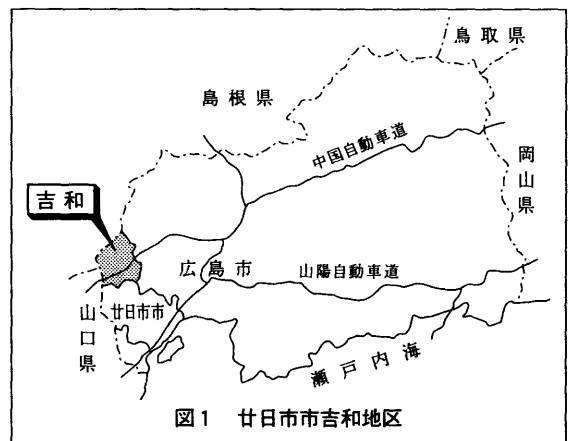 鳥取県
島根県
中国自動車道
岡山県
吉和
広島市
山陽自動車道
廿日市市
山口県
瀬戸内海
図1 廿日市市吉和地区